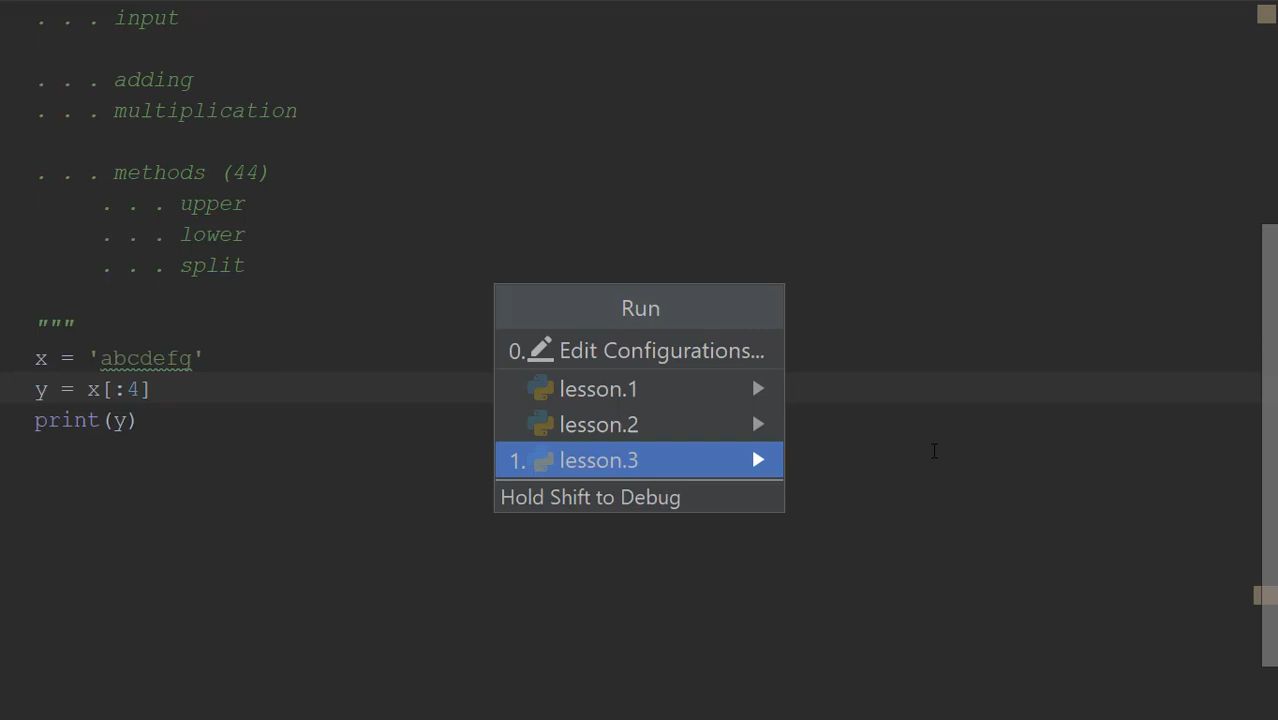 . . . input
. . . adding
. . . multiplication
. . . methods (44)
. . . upper
. . . lower
. . . split
"""
x = 'abcdefg'
y = x[:4]
print(y)
Run
0. Edit Configurations...
lesson.1
lesson.2
1. lesson.3
Hold Shift to Debug